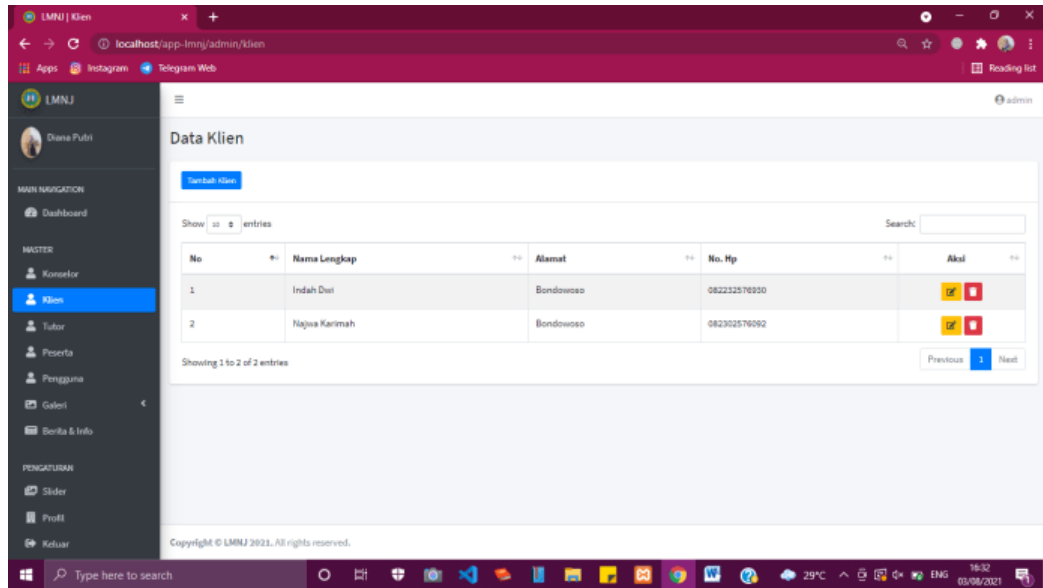 LMNJ | Klien
localhost/app-lmnj/admin/klien
Apps Instagram Telegram Web Reading list
LMNJ admin
Diana Putri
Data Klien
Tambah Klien
MAIN NAVIGATION
Dashboard
Show 10 entries Search:
MASTER
No Nama Lengkap Alamat No. Hp Aksi
Konselor
1 Indah Dwi Bondowoso 082232576930
Klien
2 Najwa Karimah Bondowoso 082302576092
Tutor
Peserta
Showing 1 to 2 of 2 entries Previous 1 Next
Pengguna
Galeri
Berita & Info
PENGATURAN
Slider
Profil
Keluar
Copyright © LMNJ 2021. All rights reserved.
Type here to search 29°C ENG 16:32
03/08/2021